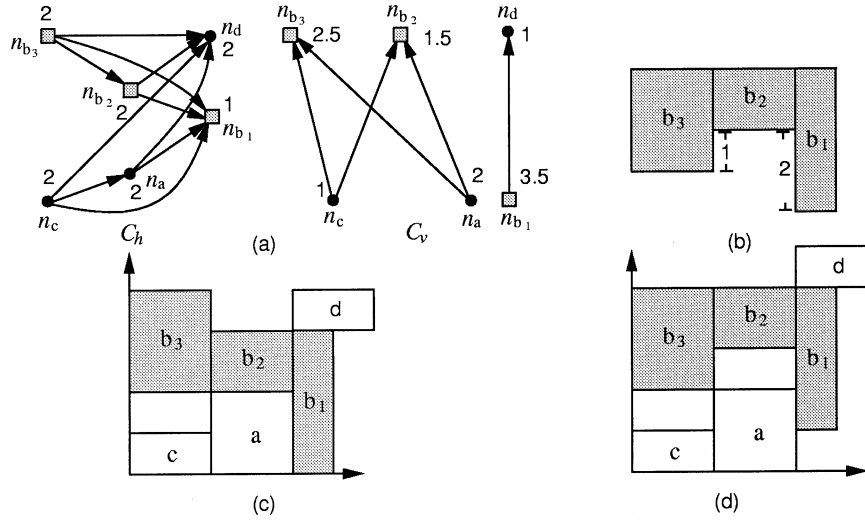 2
n_b3
n_d
2
n_b2
2
1
n_b1
2
n_c
n_a
2
C_h
n_b3
2.5
n_b2
1.5
n_d
1
1
n_c
2
n_a
3.5
n_b1
C_v
(a)
b3
b2
b1
1
2
(b)
d
b3
b2
b1
c
a
(c)
d
b3
b2
b1
c
a
(d)